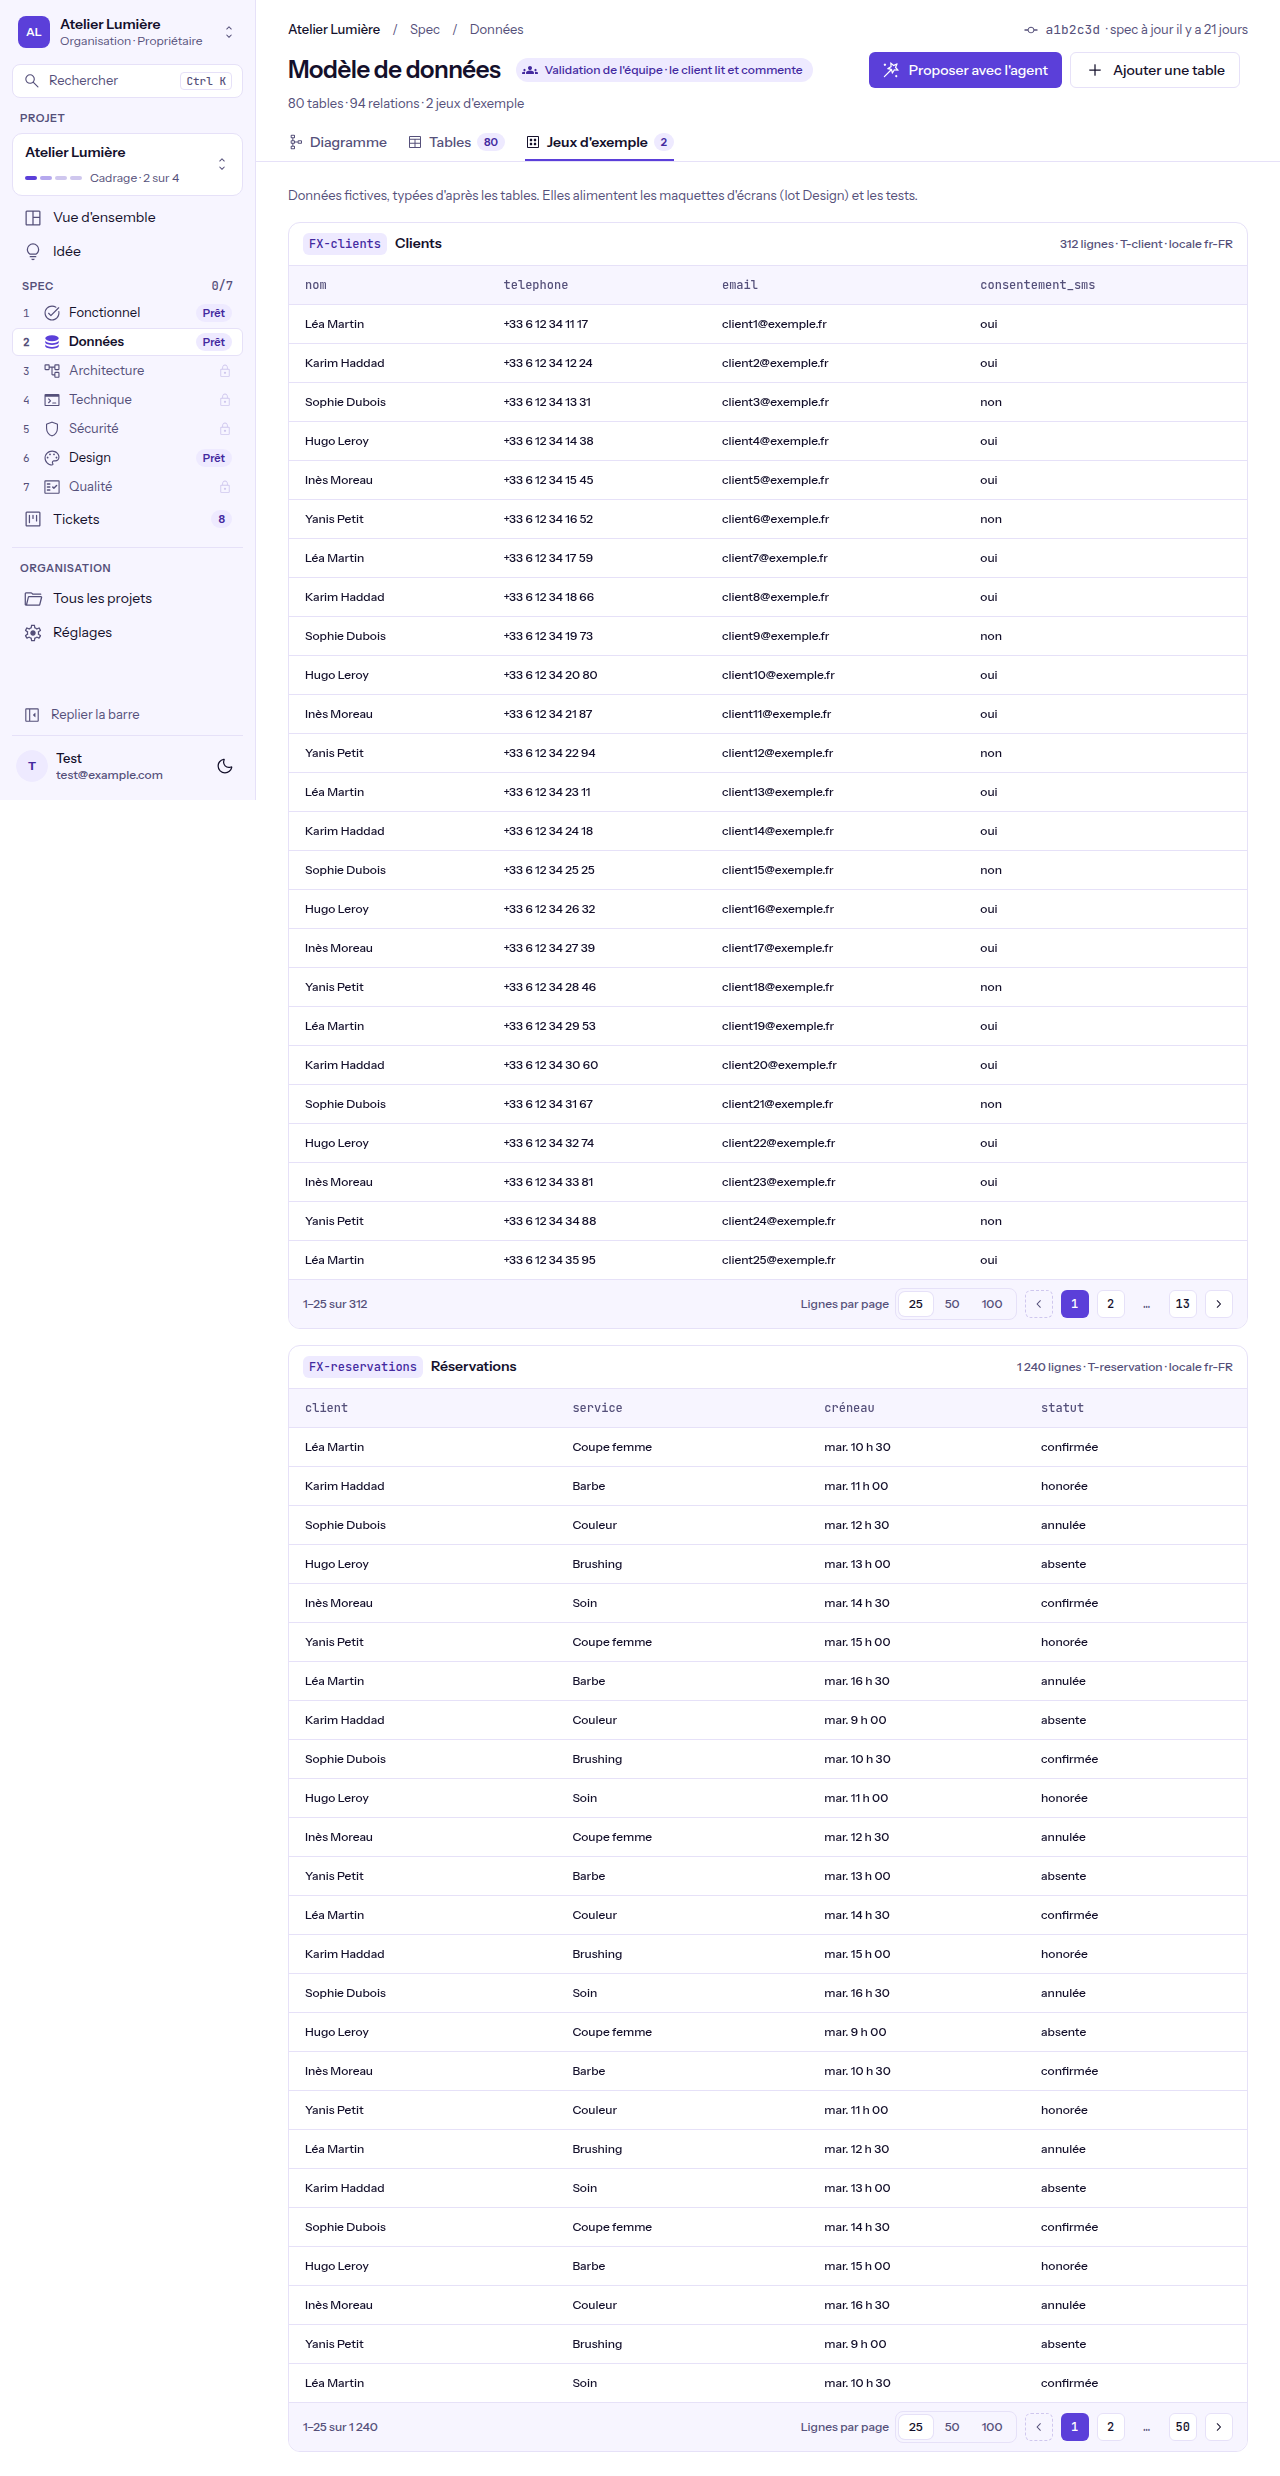 AL
Atelier Lumière
Organisation · Propriétaire
Rechercher
Ctrl K
PROJET
Atelier Lumière
Cadrage · 2 sur 4
Vue d'ensemble
Idée
SPEC 0/7
1 Fonctionnel Prêt
2 Données Prêt
3 Architecture
4 Technique
5 Sécurité
6 Design Prêt
7 Qualité
Tickets 8
ORGANISATION
Tous les projets
Réglages
Replier la barre
T
Test
test@example.com
Atelier Lumière / Spec / Données
a1b2c3d · spec à jour il y a 21 jours
Modèle de données
Validation de l'équipe · le client lit et commente
Proposer avec l'agent
Ajouter une table
80 tables · 94 relations · 2 jeux d'exemple
Diagramme
Tables 80
Jeux d'exemple 2
Données fictives, typées d'après les tables. Elles alimentent les maquettes d'écrans (lot Design) et les tests.
FX-clients Clients 312 lignes · T-client · locale fr-FR
nom telephone email consentement_sms
Léa Martin +33 6 12 34 11 17 client1@exemple.fr oui
Karim Haddad +33 6 12 34 12 24 client2@exemple.fr oui
Sophie Dubois +33 6 12 34 13 31 client3@exemple.fr non
Hugo Leroy +33 6 12 34 14 38 client4@exemple.fr oui
Inès Moreau +33 6 12 34 15 45 client5@exemple.fr oui
Yanis Petit +33 6 12 34 16 52 client6@exemple.fr non
Léa Martin +33 6 12 34 17 59 client7@exemple.fr oui
Karim Haddad +33 6 12 34 18 66 client8@exemple.fr oui
Sophie Dubois +33 6 12 34 19 73 client9@exemple.fr non
Hugo Leroy +33 6 12 34 20 80 client10@exemple.fr oui
Inès Moreau +33 6 12 34 21 87 client11@exemple.fr oui
Yanis Petit +33 6 12 34 22 94 client12@exemple.fr non
Léa Martin +33 6 12 34 23 11 client13@exemple.fr oui
Karim Haddad +33 6 12 34 24 18 client14@exemple.fr oui
Sophie Dubois +33 6 12 34 25 25 client15@exemple.fr non
Hugo Leroy +33 6 12 34 26 32 client16@exemple.fr oui
Inès Moreau +33 6 12 34 27 39 client17@exemple.fr oui
Yanis Petit +33 6 12 34 28 46 client18@exemple.fr non
Léa Martin +33 6 12 34 29 53 client19@exemple.fr oui
Karim Haddad +33 6 12 34 30 60 client20@exemple.fr oui
Sophie Dubois +33 6 12 34 31 67 client21@exemple.fr non
Hugo Leroy +33 6 12 34 32 74 client22@exemple.fr oui
Inès Moreau +33 6 12 34 33 81 client23@exemple.fr oui
Yanis Petit +33 6 12 34 34 88 client24@exemple.fr non
Léa Martin +33 6 12 34 35 95 client25@exemple.fr oui
1–25 sur 312 Lignes par page 25 50 100 1 2 … 13
FX-reservations Réservations 1 240 lignes · T-reservation · locale fr-FR
client service créneau statut
Léa Martin Coupe femme mar. 10 h 30 confirmée
Karim Haddad Barbe mar. 11 h 00 honorée
Sophie Dubois Couleur mar. 12 h 30 annulée
Hugo Leroy Brushing mar. 13 h 00 absente
Inès Moreau Soin mar. 14 h 30 confirmée
Yanis Petit Coupe femme mar. 15 h 00 honorée
Léa Martin Barbe mar. 16 h 30 annulée
Karim Haddad Couleur mar. 9 h 00 absente
Sophie Dubois Brushing mar. 10 h 30 confirmée
Hugo Leroy Soin mar. 11 h 00 honorée
Inès Moreau Coupe femme mar. 12 h 30 annulée
Yanis Petit Barbe mar. 13 h 00 absente
Léa Martin Couleur mar. 14 h 30 confirmée
Karim Haddad Brushing mar. 15 h 00 honorée
Sophie Dubois Soin mar. 16 h 30 annulée
Hugo Leroy Coupe femme mar. 9 h 00 absente
Inès Moreau Barbe mar. 10 h 30 confirmée
Yanis Petit Couleur mar. 11 h 00 honorée
Léa Martin Brushing mar. 12 h 30 annulée
Karim Haddad Soin mar. 13 h 00 absente
Sophie Dubois Coupe femme mar. 14 h 30 confirmée
Hugo Leroy Barbe mar. 15 h 00 honorée
Inès Moreau Couleur mar. 16 h 30 annulée
Yanis Petit Brushing mar. 9 h 00 absente
Léa Martin Soin mar. 10 h 30 confirmée
1–25 sur 1 240 Lignes par page 25 50 100 1 2 … 50